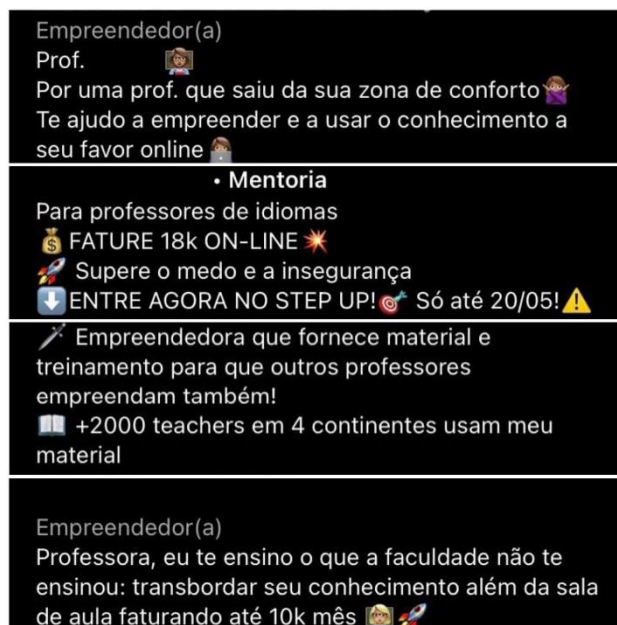 Empreendedor(a)
Prof. 👩🏽‍🏫
Por uma prof. que saiu da sua zona de conforto🙅🏽‍♀️
Te ajudo a empreender e a usar o conhecimento a
seu favor online 👩🏽‍💻
• Mentoria
Para professores de idiomas
💰 FATURE 18k ON-LINE 💥
🚀 Supere o medo e a insegurança
⬇️ENTRE AGORA NO STEP UP!🎯 Só até 20/05!⚠️
🗡️ Empreendedora que fornece material e
treinamento para que outros professores
empreendam também!
📖 +2000 teachers em 4 continentes usam meu
material
Empreendedor(a)
Professora, eu te ensino o que a faculdade não te
ensinou: transbordar seu conhecimento além da sala
de aula faturando até 10k mês 👩🏼‍🏫 🚀